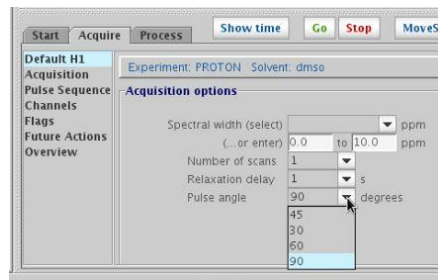 Start Acquire Process Show time Go Stop MoveS
Default H1
Acquisition
Pulse Sequence
Channels
Flags
Future Actions
Overview
Experiment: PROTON Solvent: dmso
Acquisition options
Spectral width (select) ppm
(...or enter) 0.0 to 10.0 ppm
Number of scans 1
Relaxation delay 1 s
Pulse angle 90 degrees
45
30
60
90